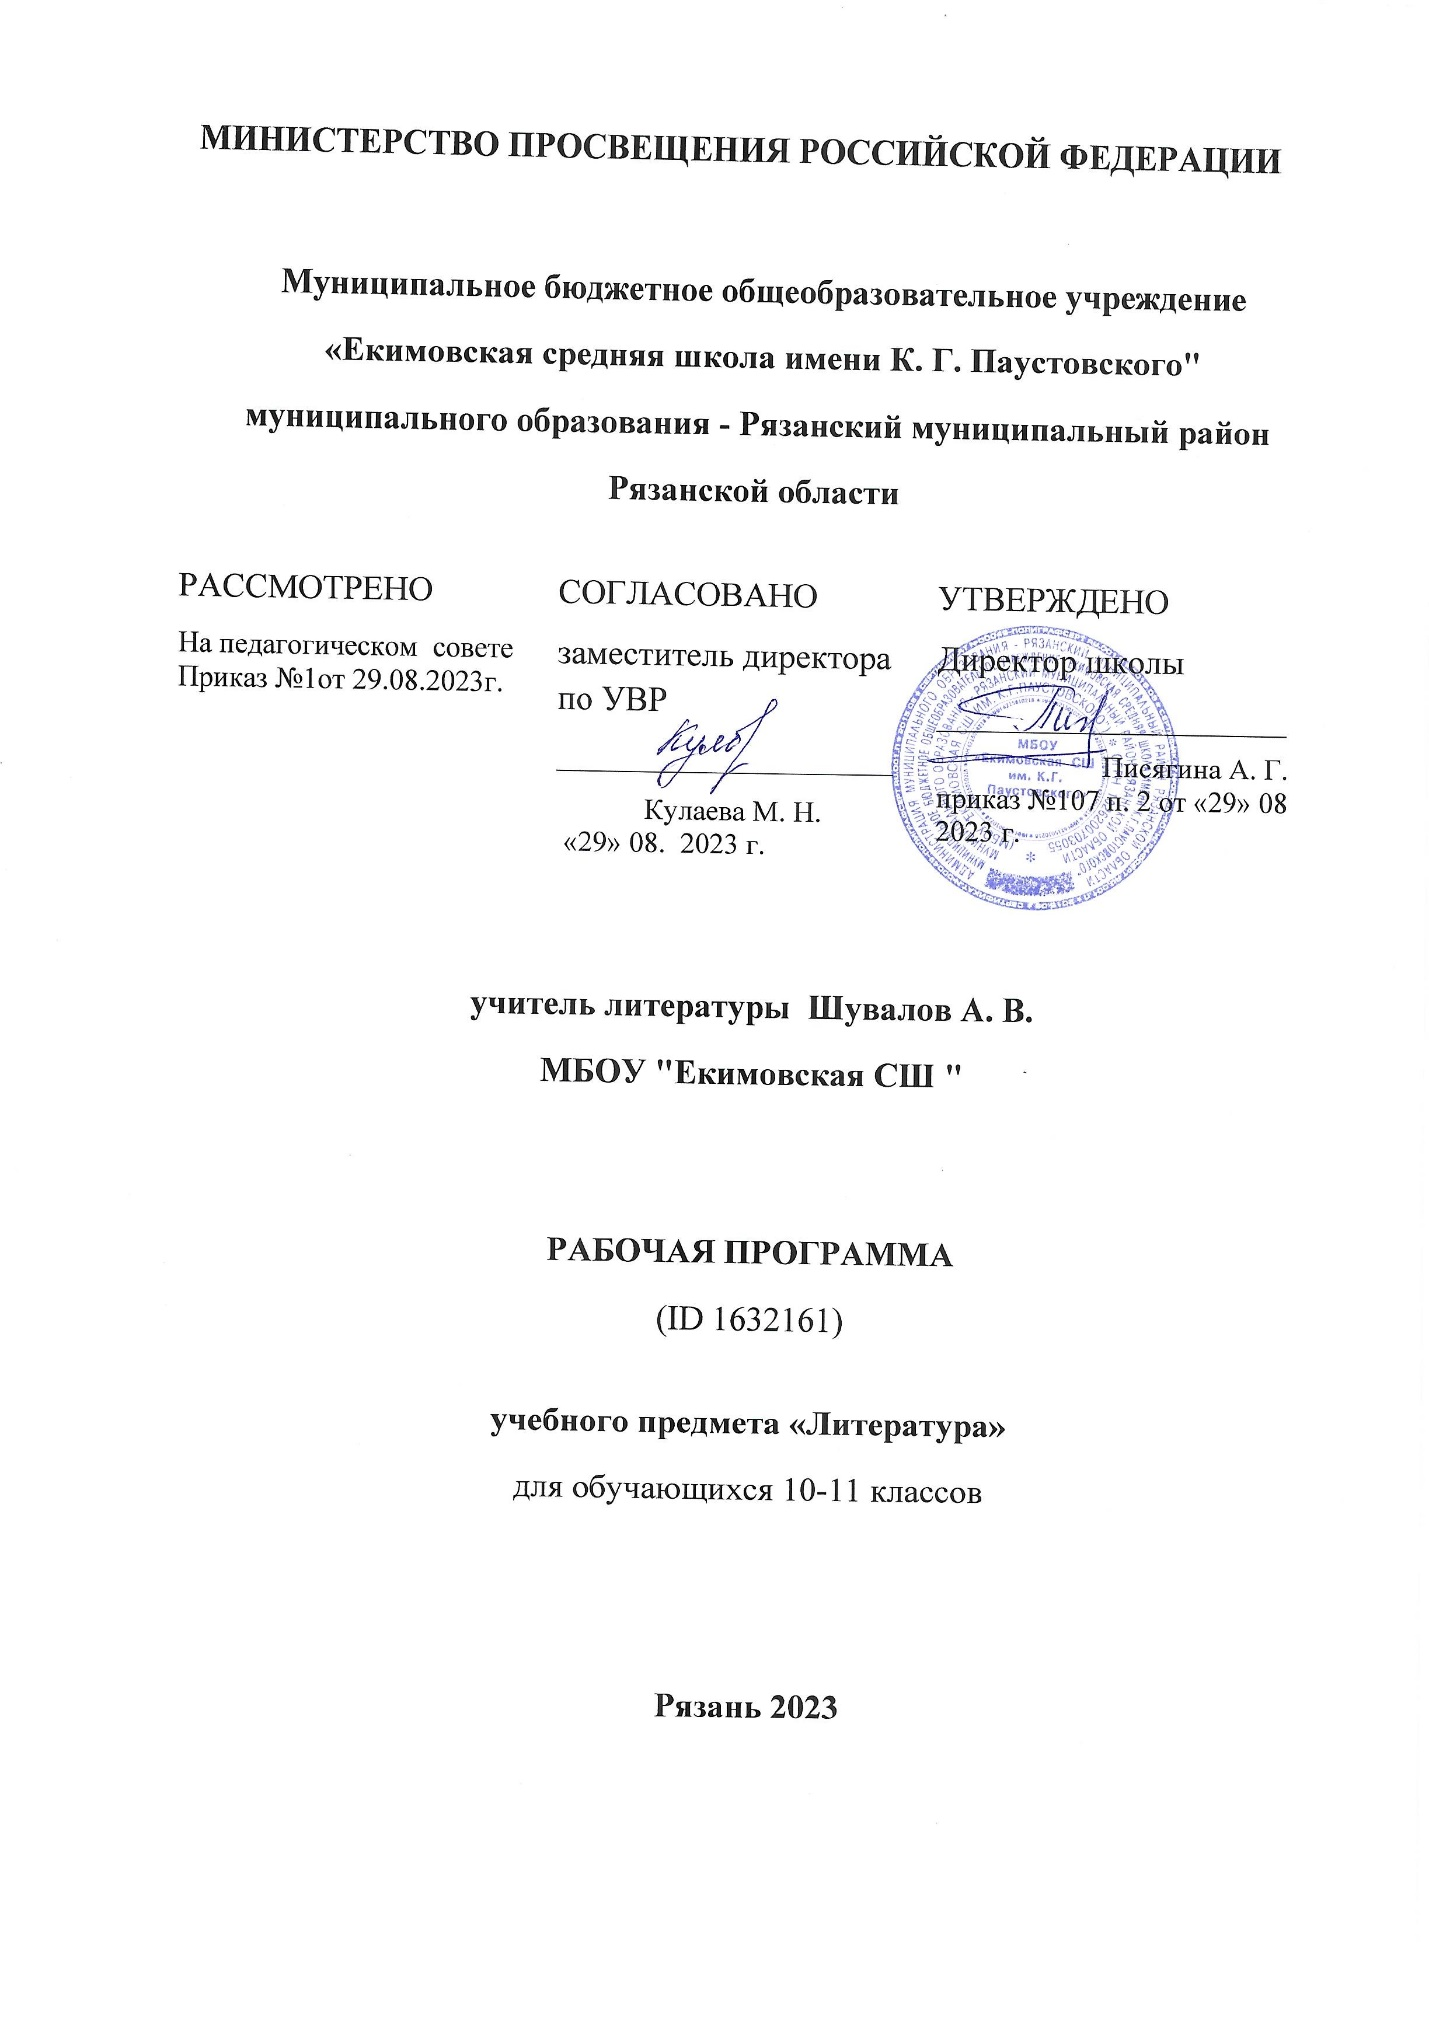 МИНИСТЕРСТВО ПРОСВЕЩЕНИЯ РОССИЙСКОЙ ФЕДЕРАЦИИ
Муниципальное бюджетное общеобразовательное учреждение
«Екимовская средняя школа имени К. Г. Паустовского"
муниципального образования - Рязанский муниципальный район
Рязанской области
РАССМОТРЕНО
На педагогическом совете
Приказ №1от 29.08.2023г.
СОГЛАСОВАНО
заместитель директора
по УВР
Кулаева М. Н.
«29» 08. 2023 г.
УТВЕРЖДЕНО
Директор школы
Писягина А. Г.
приказ №107 п. 2 от «29» 08
2023 г.
МБОУ
«Екимовская СШ
им. К.Г.
Паустовского»
учитель литературы Шувалов А. В.
МБОУ "Екимовская СШ "
РАБОЧАЯ ПРОГРАММА
(ID 1632161)
учебного предмета «Литература»
для обучающихся 10-11 классов
Рязань 2023